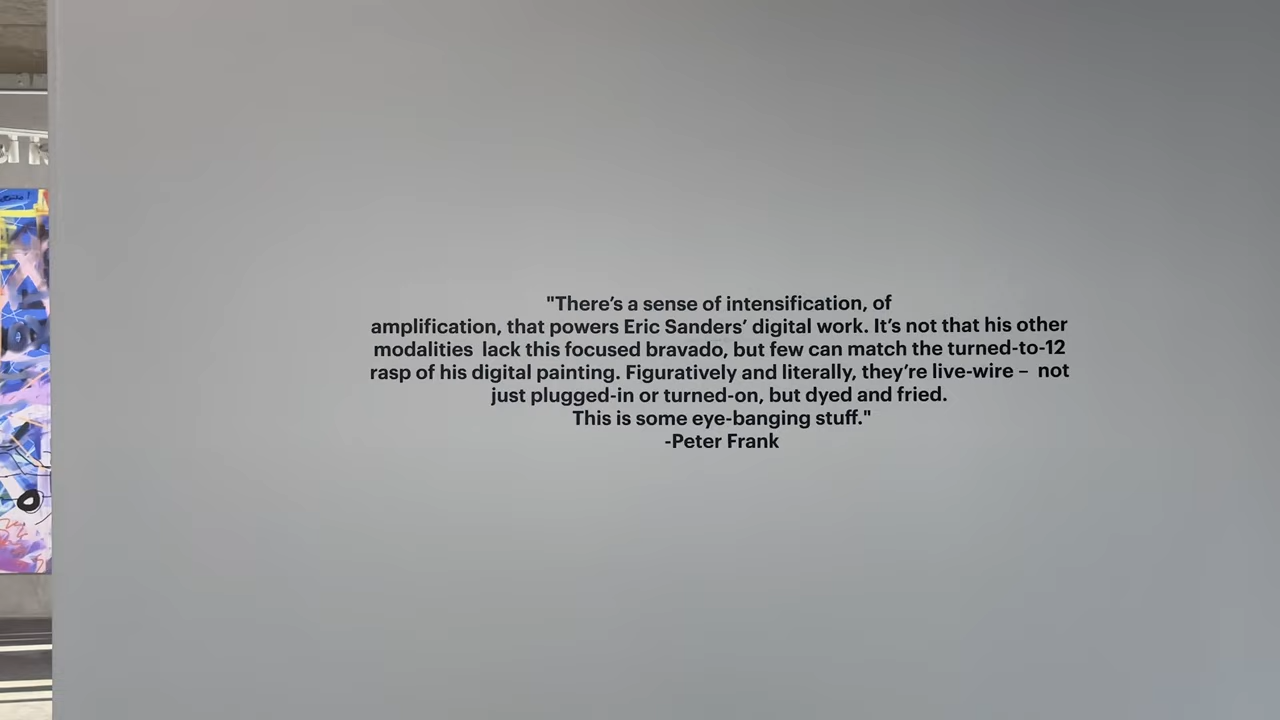 "There’s a sense of intensification, of
amplification, that powers Eric Sanders’ digital work. It’s not that his other
modalities  lack this focused bravado, but few can match the turned-to-12
rasp of his digital painting. Figuratively and literally, they’re live-wire –  not
just plugged-in or turned-on, but dyed and fried.
This is some eye-banging stuff."
-Peter Frank